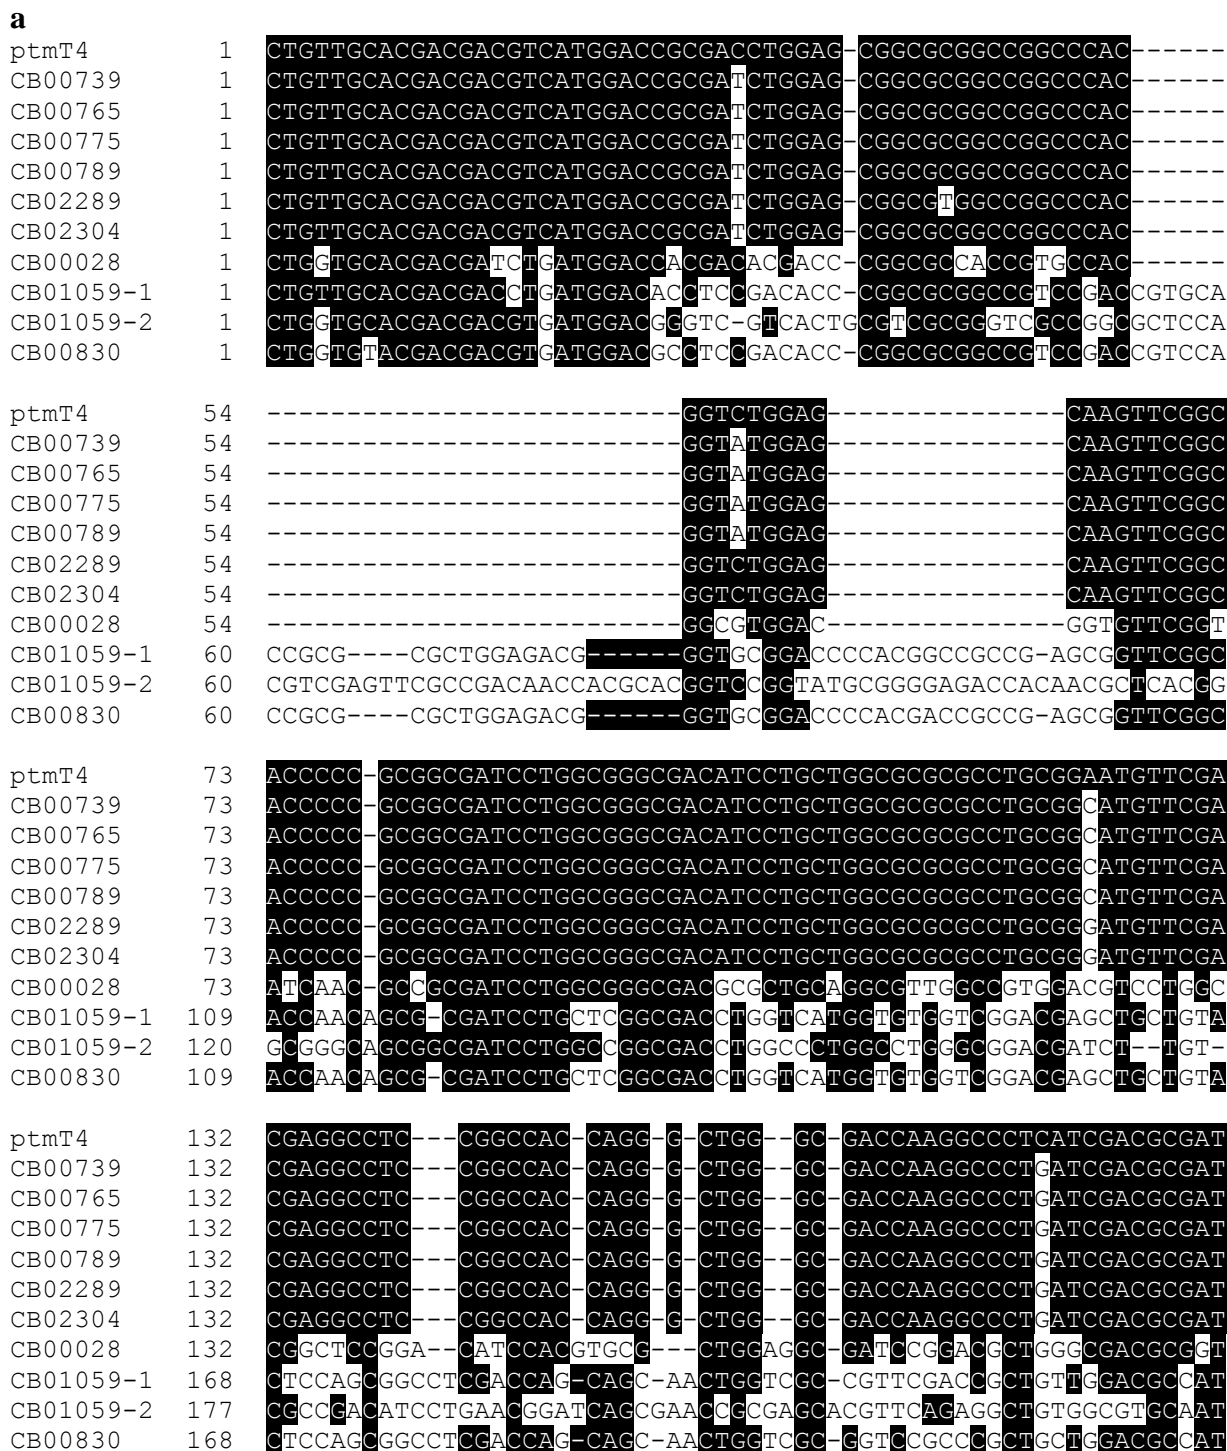 a
ptmT4 1 CTGTTGCACGACGACGTCATGGACCGCGACCTGGAG-CGGCGCGGCCGGCCCAC------
CB00739 1 CTGTTGCACGACGACGTCATGGACCGCGATCTGGAG-CGGCGCGGCCGGCCCAC------
CB00765 1 CTGTTGCACGACGACGTCATGGACCGCGATCTGGAG-CGGCGCGGCCGGCCCAC------
CB00775 1 CTGTTGCACGACGACGTCATGGACCGCGATCTGGAG-CGGCGCGGCCGGCCCAC------
CB00789 1 CTGTTGCACGACGACGTCATGGACCGCGATCTGGAG-CGGCGCGGCCGGCCCAC------
CB02289 1 CTGTTGCACGACGACGTCATGGACCGCGATCTGGAG-CGGCGTGGCCGGCCCAC------
CB02304 1 CTGTTGCACGACGACGTCATGGACCGCGATCTGGAG-CGGCGCGGCCGGCCCAC------
CB00028 1 CTGGTGCACGACGATCTGATGGACCACGACACGACC-CGGCGCCACCGTGCCAC------
CB01059-1 1 CTGTTGCACGACGACCTGATGGACACCTCCGACACC-CGGCGCGGCCGTCCGACCGTGCA
CB01059-2 1 CTGGTGCACGACGACGTGATGGACGGGTC-GTCACTGCGTCGCGGGTCGCCGGCGCTCCA
CB00830 1 CTGGTGTACGACGACGTGATGGACGCCTCCGACACC-CGGCGCGGCCGTCCGACCGTCCA
ptmT4 54 --------------------------GGTCTGGAG---------------CAAGTTCGGC
CB00739 54 --------------------------GGTATGGAG---------------CAAGTTCGGC
CB00765 54 --------------------------GGTATGGAG---------------CAAGTTCGGC
CB00775 54 --------------------------GGTATGGAG---------------CAAGTTCGGC
CB00789 54 --------------------------GGTATGGAG---------------CAAGTTCGGC
CB02289 54 --------------------------GGTCTGGAG---------------CAAGTTCGGC
CB02304 54 --------------------------GGTCTGGAG---------------CAAGTTCGGC
CB00028 54 --------------------------GGCGTGGAC---------------GGTGTTCGGT
CB01059-1 60 CCGCG----CGCTGGAGACG------GGTGCGGACCCCACGGCCGCCG-AGCGGTTCGGC
CB01059-2 60 CGTCGAGTTCGCCGACAACCACGCACGGTCCGGTATGCGGGGAGACCACAACGCTCACGG
CB00830 60 CCGCG----CGCTGGAGACG------GGTGCGGACCCCACGACCGCCG-AGCGGTTCGGC
ptmT4 73 ACCCCC-GCGGCGATCCTGGCGGGCGACATCCTGCTGGCGCGCGCCTGCGGAATGTTCGA
CB00739 73 ACCCCC-GCGGCGATCCTGGCGGGCGACATCCTGCTGGCGCGCGCCTGCGGCATGTTCGA
CB00765 73 ACCCCC-GCGGCGATCCTGGCGGGCGACATCCTGCTGGCGCGCGCCTGCGGCATGTTCGA
CB00775 73 ACCCCC-GCGGCGATCCTGGCGGGCGACATCCTGCTGGCGCGCGCCTGCGGCATGTTCGA
CB00789 73 ACCCCC-GCGGCGATCCTGGCGGGCGACATCCTGCTGGCGCGCGCCTGCGGCATGTTCGA
CB02289 73 ACCCCC-GCGGCGATCCTGGCGGGCGACATCCTGCTGGCGCGCGCCTGCGGGATGTTCGA
CB02304 73 ACCCCC-GCGGCGATCCTGGCGGGCGACATCCTGCTGGCGCGCGCCTGCGGGATGTTCGA
CB00028 73 ATCAAC-GCCGCGATCCTGGCGGGCGACGCGCTGCAGGCGTTGGCCGTGGACGTCCTGGC
CB01059-1 109 ACCAACAGCG-CGATCCTGCTCGGCGACCTGGTCATGGTGTGGTCGGACGAGCTGCTGTA
CB01059-2 120 GCGGGCAGCGGCGATCCTGGCCGGCGACCTGGCCCTGGCCTGGGCGGACGATCT--TGT-
CB00830 109 ACCAACAGCG-CGATCCTGCTCGGCGACCTGGTCATGGTGTGGTCGGACGAGCTGCTGTA
ptmT4 132 CGAGGCCTC---CGGCCAC-CAGG-G-CTGG--GC-GACCAAGGCCCTCATCGACGCGAT
CB00739 132 CGAGGCCTC---CGGCCAC-CAGG-G-CTGG--GC-GACCAAGGCCCTGATCGACGCGAT
CB00765 132 CGAGGCCTC---CGGCCAC-CAGG-G-CTGG--GC-GACCAAGGCCCTGATCGACGCGAT
CB00775 132 CGAGGCCTC---CGGCCAC-CAGG-G-CTGG--GC-GACCAAGGCCCTGATCGACGCGAT
CB00789 132 CGAGGCCTC---CGGCCAC-CAGG-G-CTGG--GC-GACCAAGGCCCTGATCGACGCGAT
CB02289 132 CGAGGCCTC---CGGCCAC-CAGG-G-CTGG--GC-GACCAAGGCCCTGATCGACGCGAT
CB02304 132 CGAGGCCTC---CGGCCAC-CAGG-G-CTGG--GC-GACCAAGGCCCTGATCGACGCGAT
CB00028 132 CGGCTCCGGA--CATCCACGTGCG---CTGGAGGC-GATCCGGACGCTGGGCGACGCGGT
CB01059-1 168 CTCCAGCGGCCTCGACCAG-CAGC-AACTGGTCGC-CGTTCGACCGCTGTTGGACGCCAT
CB01059-2 177 CGCCGACATCCTGAACGGATCAGCGAACCGCGAGCACGTTCAGAGGCTGTGGCGTGCAAT
CB00830 168 CTCCAGCGGCCTCGACCAG-CAGC-AACTGGTCGC-GGTCCGCCCGCTGCTGGACGCCAT